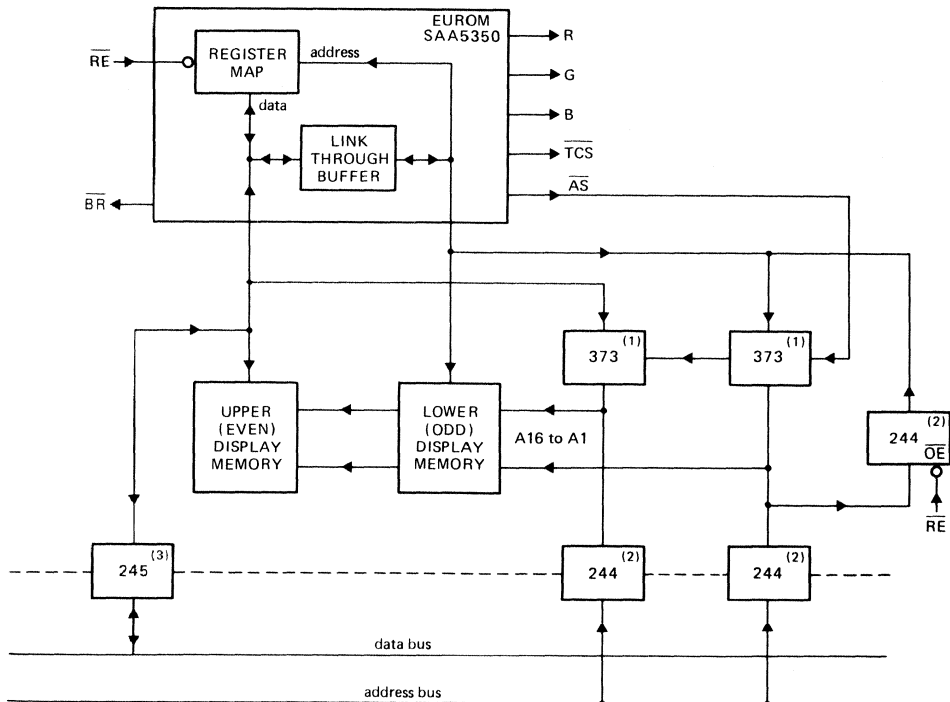 EUROM
SAA5350
RE
REGISTER
MAP
address
data
LINK
THROUGH
BUFFER
R
G
B
TCS
AS
BR
373
(1)
373
(1)
UPPER
(EVEN)
DISPLAY
MEMORY
LOWER
(ODD)
DISPLAY
MEMORY
A16 to A1
244
(2)
OE
RE
245
(3)
244
(2)
244
(2)
data bus
address bus